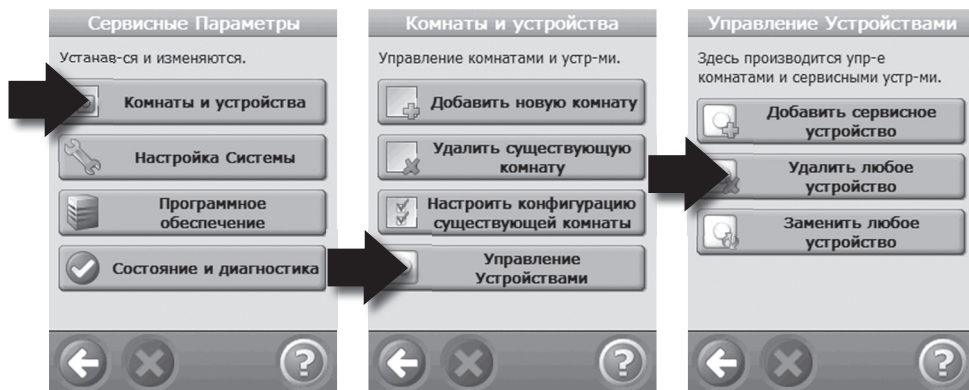 Сервисные Параметры
Устанав-ся и изменяются.
Комнаты и устройства
Настройка Системы
Программное
обеспечение
Состояние и диагностика
Комнаты и устройства
Управление комнатами и устр-ми.
Добавить новую комнату
Удалить существующую
комнату
Настроить конфигурацию
существующей комнаты
Управление
Устройствами
Управление Устройствами
Здесь производится упр-е
комнатами и сервисными устр-ми.
Добавить сервисное
устройство
Удалить любое
устройство
Заменить любое
устройство